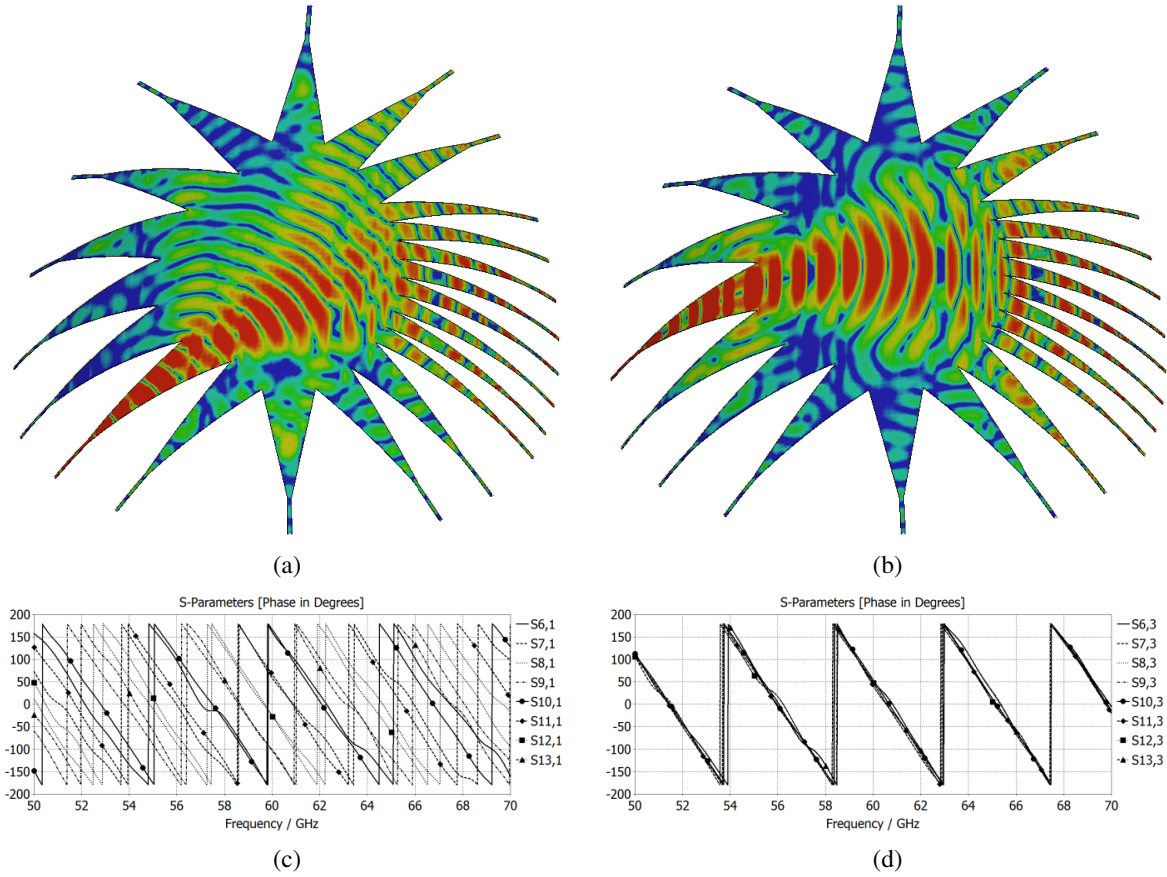 (a)
(b)
S-Parameters [Phase in Degrees]
200
150
100
50
0
-50
-100
-150
-200
50
52
54
56
58
60
62
64
66
68
70
Frequency / GHz
S6,1
S7,1
S8,1
S9,1
S10,1
S11,1
S12,1
S13,1
(c)
S-Parameters [Phase in Degrees]
200
150
100
50
0
-50
-100
-150
-200
50
52
54
56
58
60
62
64
66
68
70
Frequency / GHz
S6,3
S7,3
S8,3
S9,3
S10,3
S11,3
S12,3
S13,3
(d)